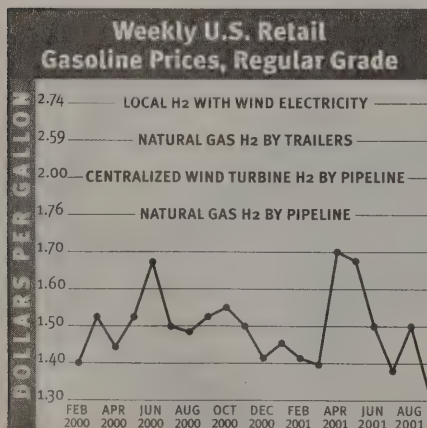 Weekly U.S. Retail
Gasoline Prices, Regular Grade
DOLLARS PER GALLON
2.74 LOCAL H2 WITH WIND ELECTRICITY
2.59 NATURAL GAS H2 BY TRAILERS
2.00 CENTRALIZED WIND TURBINE H2 BY PIPELINE
1.76 NATURAL GAS H2 BY PIPELINE
1.70
1.60
1.50
1.40
1.30
FEB APR JUN AUG OCT DEC FEB APR JUN AUG
2000 2000 2000 2000 2000 2000 2001 2001 2001 2001